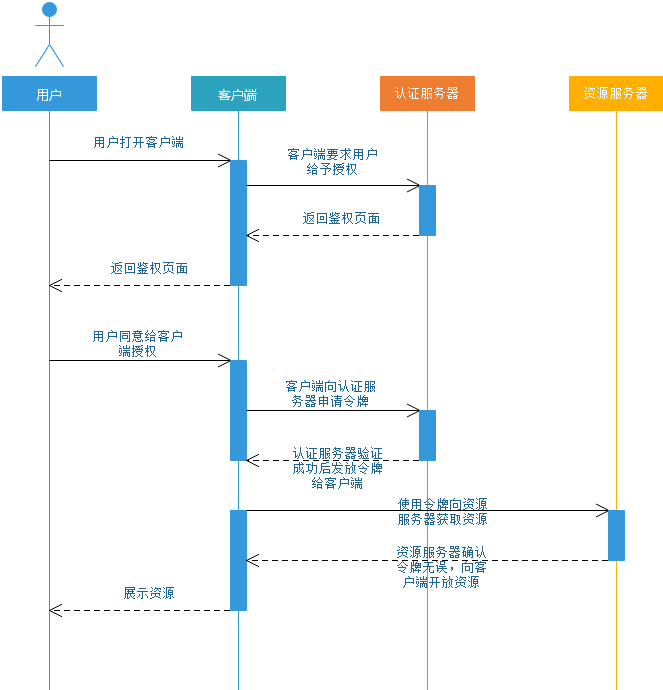 用户
客户端
认证服务器
资源服务器
用户打开客户端
客户端要求用户
给予授权
返回鉴权页面
返回鉴权页面
用户同意给客户
端授权
客户端向认证服
务器申请令牌
认证服务器验证
成功后发放令牌
给客户端
使用令牌向资源
服务器获取资源
资源服务器确认
令牌无误，向客
户端开放资源
展示资源